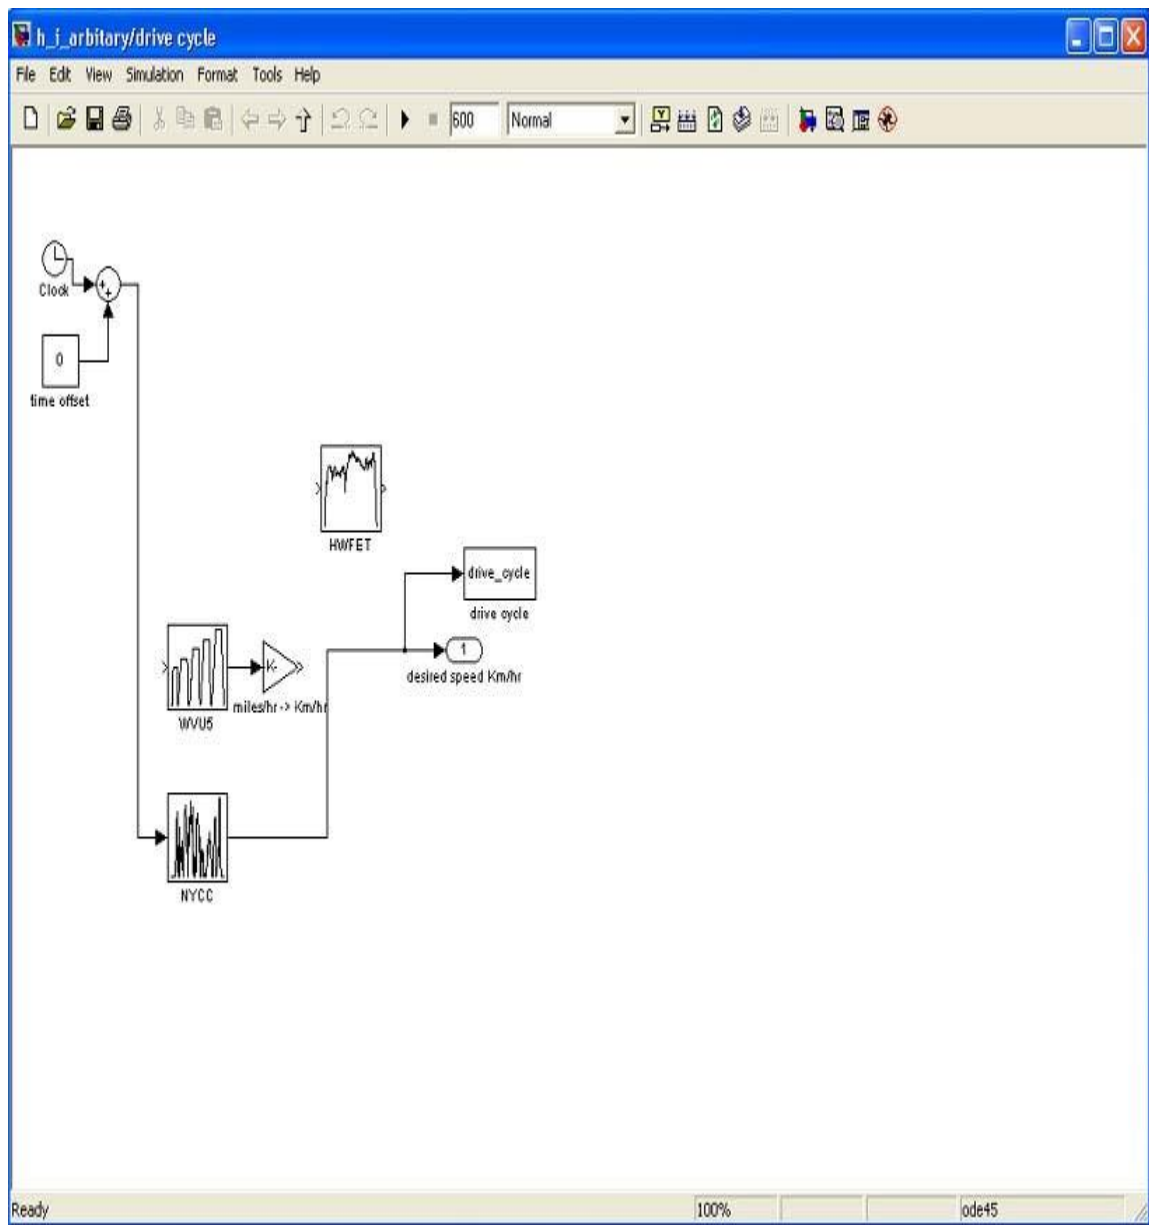 h_j_arbitary/drive cycle
File Edit View Simulation Format Tools Help
600 Normal
Clock
0
time offset
HWFET
drive_cycle
drive cycle
1
desired speed Km/hr
K-
miles/hr -> Km/hr
WVU5
NYCC
Ready 100% ode45